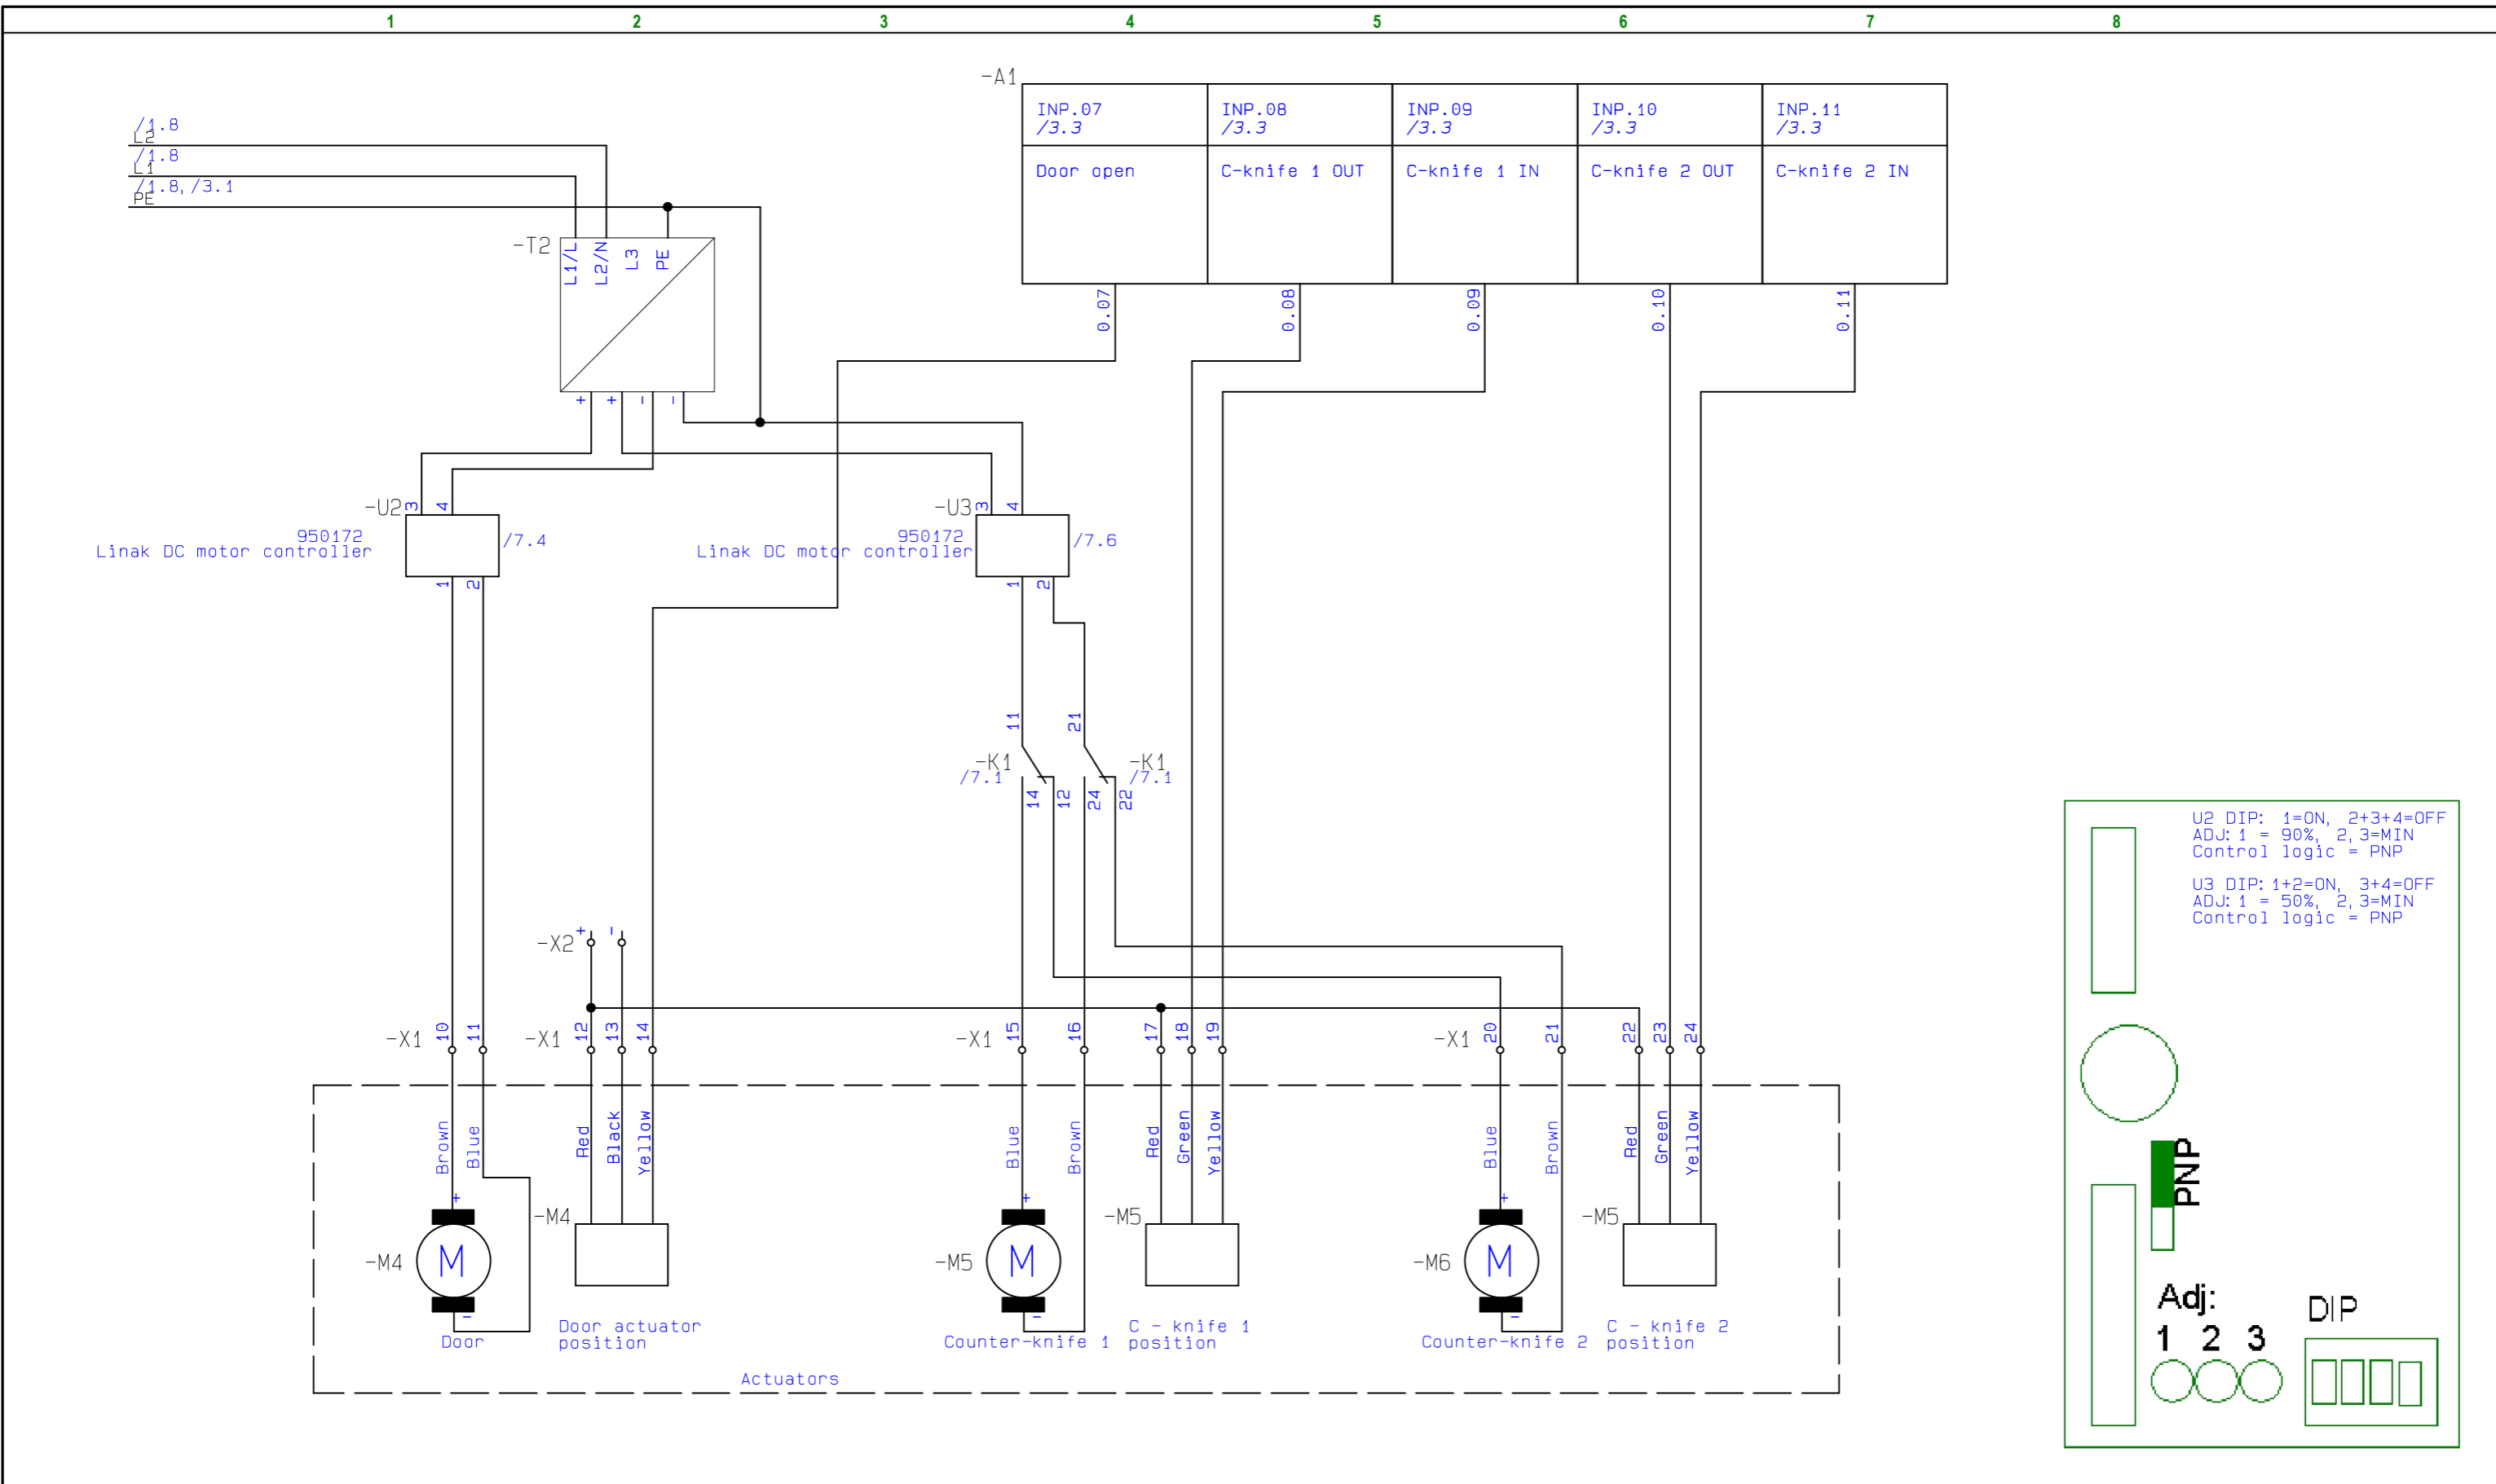 1 2 3 4 5 6 7 8
-A1
INP.07 INP.08 INP.09 INP.10 INP.11
/3.3 /3.3 /3.3 /3.3 /3.3
Door open C-knife 1 OUT C-knife 1 IN C-knife 2 OUT C-knife 2 IN
0.07 0.08 0.09 0.10 0.11
/1.8
L2
/1.8
L1
/1.8, /3.1
PE
-T2
L1/L L2/N L3 PE
+ + - -
-U2 3 4
950172
Linak DC motor controller
/7.4
1 2
-U3 3 4
950172
Linak DC motor controller
/7.6
1 2
11 21
-K1
/7.1
-K1
/7.1
14 12 24 22
U2 DIP: 1=ON, 2+3+4=OFF
ADJ: 1 = 90%, 2,3=MIN
Control logic = PNP
U3 DIP: 1+2=ON, 3+4=OFF
ADJ: 1 = 50%, 2,3=MIN
Control logic = PNP
-X2 + -
-X1 10 11
-X1 12 13 14
-X1 15 16 17 18 19
-X1 20 21 22 23 24
Brown Blue Red Black Yellow Blue Brown Red Green Yellow Blue Brown Red Green Yellow
+ + +
-M4 -M5 -M5
-M4 M
-M5 M
-M6 M
- - -
Door
Door actuator
position
Counter-knife 1
C - knife 1
position
Counter-knife 2
C - knife 2
position
Actuators
PNP
Adj:
1 2 3
DIP